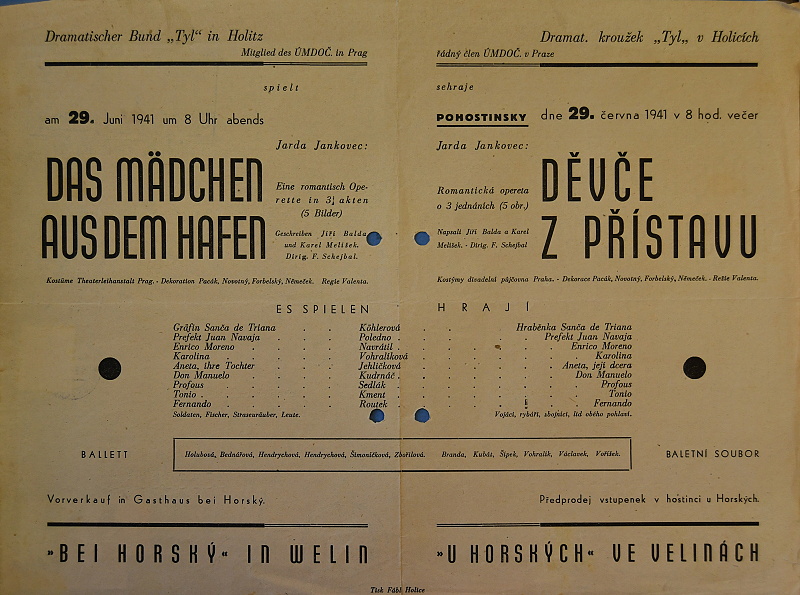 Dramatischer Bund „Tyl" in Holitz
Mitglied des ÚMDOČ. in Prag
spielt
am 29. Juni 1941 um 8 Uhr abends
Jarda Jankovec:
DAS MÄDCHEN
AUS DEM HAFEN
Eine romantisch Ope-
rette in 3 akten
(5 Bilder)
Geschreiben Jiří Balda
und Karel Melíšek.
Dirig. F. Schejbal.
Kostüme Theaterleihanstalt Prag. - Dekoration Pacák, Novotný, Forbelský, Němeček. Regie Valenta.
Dramat. kroužek „Tyl„ v Holicích
řádný člen ÚMDOČ. v Praze
sehraje
POHOSTINSKY dne 29. června 1941 v 8 hod. večer
Jarda Jankovec:
DĚVČE
Z PŘÍSTAVU
Romantická opereta
o 3 jednáních (5 obr.)
Napsali Jiří Balda a Karel
Melíšek. - Dirig. F. Schejbal
Kostýmy divadelní půjčovna Praha. - Dekorace Pacák, Novotný, Forbelský, Němeček. - Režie Valenta.
ES SPIELEN HRAJÍ
Gräfin Sanča de Triana . . Köhlerová . . Hraběnka Sanča de Triana
Prefekt Juan Navaja . . . Poledno . . . Prefekt Juan Navaja
Enrico Moreno . . . Navrátil . . . Enrico Moreno
Karolina . . . Vohralíková . . . Karolina
Aneta, ihre Tochter . . . Jehličková . . . Aneta, její dcera
Don Manuelo . . . Kudrnáč . . . Don Manuelo
Profous . . . Sedlák . . . Profous
Tonio . . . Kment . . . Tonio
Fernando . . . Routek . . . Fernando
Soldaten, Fischer, Strassenräuber, Leute. Vojáci, rybáři, zbojníci, lid obého pohlaví.
BALLETT Holubová, Bednářová, Hendrychová, Hendrychová, Šimoničková, Zbořilová. Branda, Kubát, Šípek, Vohralík, Václavek, Voříšek. BALETNÍ SOUBOR
Vorverkauf in Gasthaus bei Horský. Předprodej vstupenek v hostinci u Horských.
»BEI HORSKÝ« IN WELIN »U HORSKÝCH« VE VELINÁCH
Tisk Fábl Holice